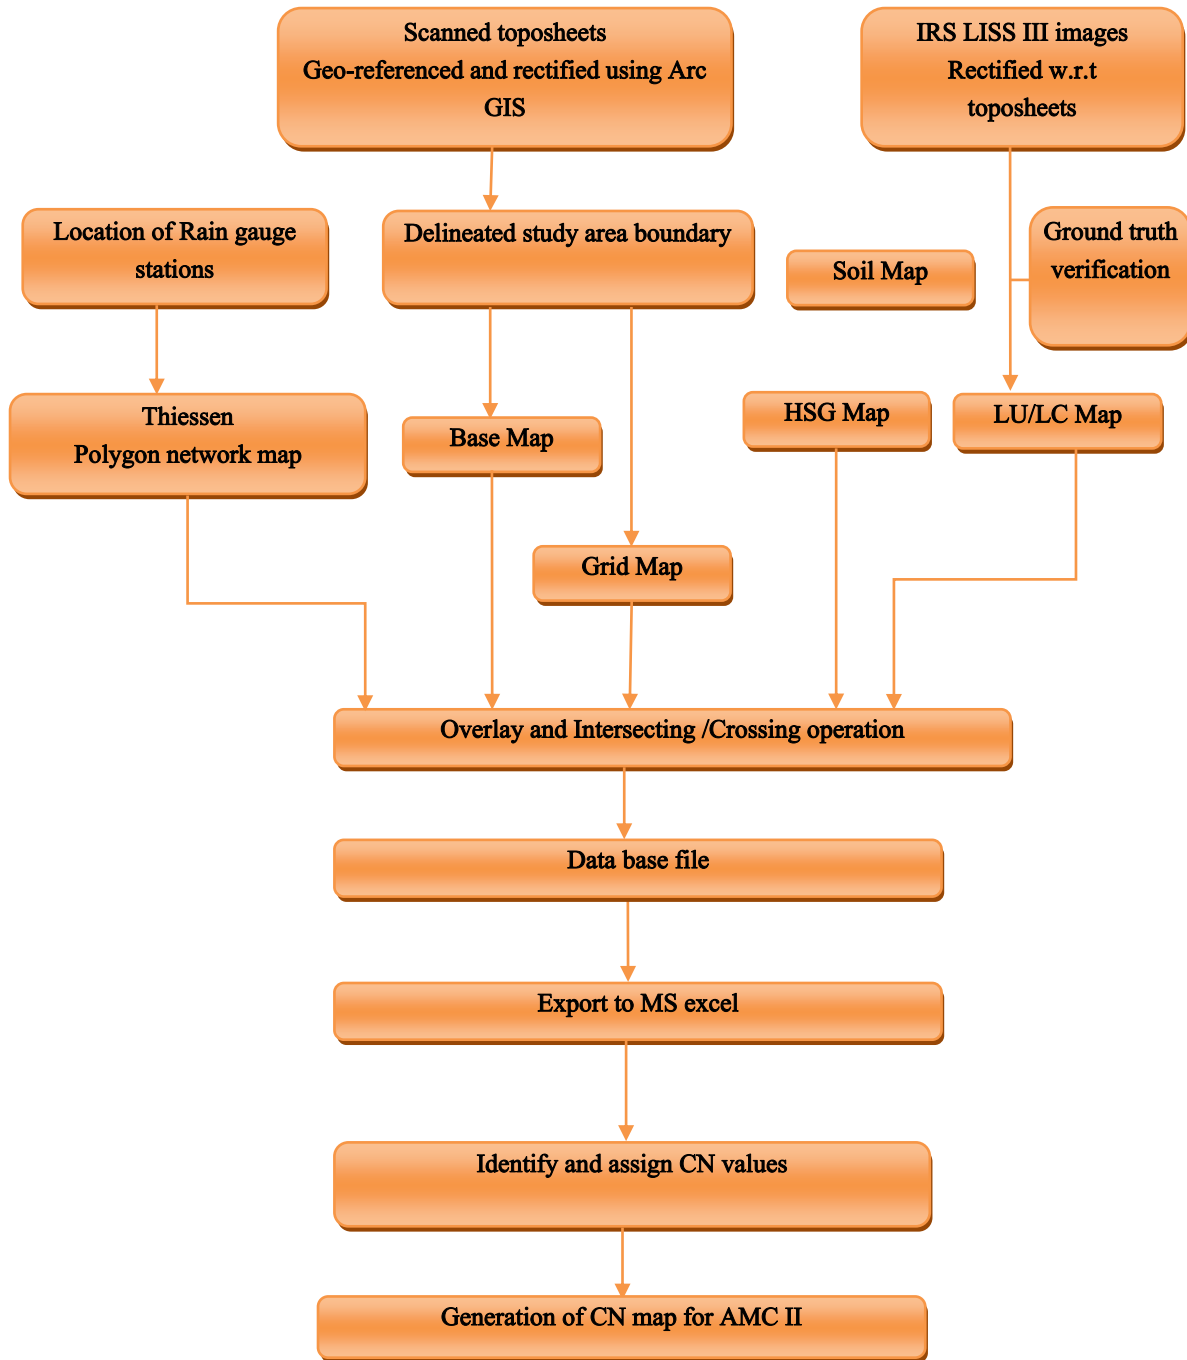 Scanned toposheets
Geo-referenced and rectified using Arc
GIS
IRS LISS III images
Rectified w.r.t
toposheets
Location of Rain gauge
stations
Delineated study area boundary
Soil Map
Ground truth
verification
Thiessen
Polygon network map
Base Map
HSG Map
LU/LC Map
Grid Map
Overlay and Intersecting /Crossing operation
Data base file
Export to MS excel
Identify and assign CN values
Generation of CN map for AMC II